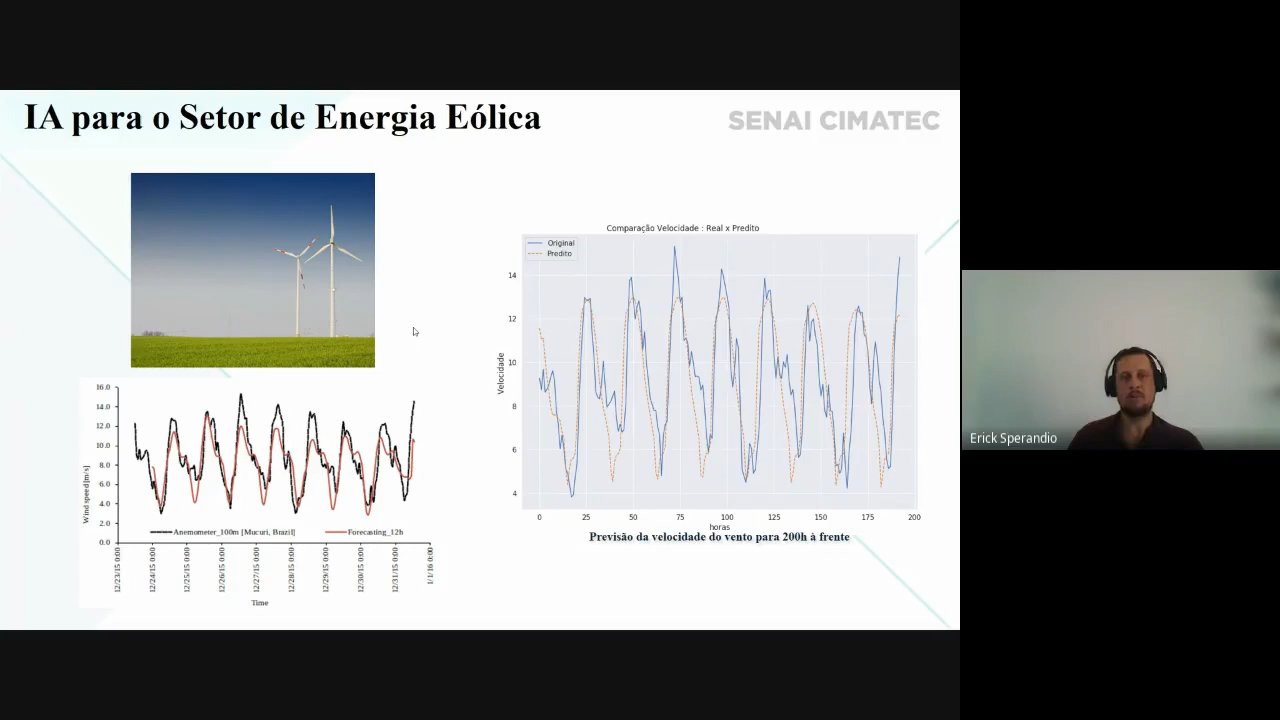 IA para o Setor de Energia Eólica
SENAI CIMATEC
Comparação Velocidade : Real x Predito
Original
Predito
14
12
10
8
6
4
Velocidade
0 25 50 75 100 125 150 175 200
horas
Previsão da velocidade do vento para 200h à frente
16.0
14.0
12.0
10.0
8.0
6.0
4.0
2.0
0.0
Wind speed[m/s]
Anemometer_100m [Mucuri, Brazil] Forecasting_12h
12/23/15 0:00
12/24/15 0:00
12/25/15 0:00
12/26/15 0:00
12/27/15 0:00
12/28/15 0:00
12/29/15 0:00
12/30/15 0:00
12/31/15 0:00
1/1/16 0:00
Time
Erick Sperandio